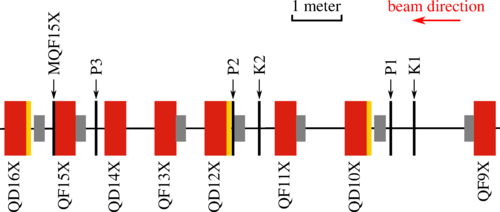 1 meter
beam direction
MQF15X
P3
P2
K2
P1
K1
QD16X
QF15X
QD14X
QF13X
QD12X
QF11X
QD10X
QF9X